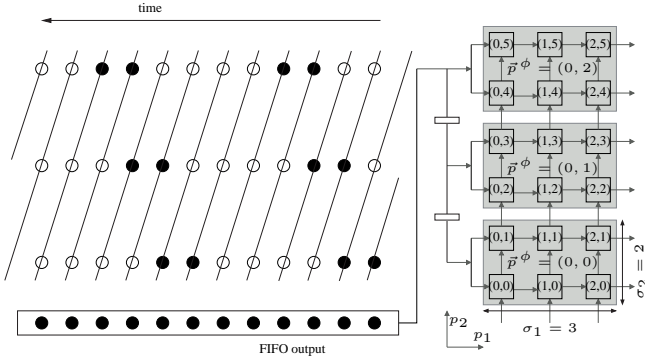 time
(0,5) (1,5) (2,5)
p⃗ ϕ = (0, 2)
(0,4) (1,4) (2,4)
(0,3) (1,3) (2,3)
p⃗ ϕ = (0, 1)
(0,2) (1,2) (2,2)
(0,1) (1,1) (2,1)
p⃗ ϕ = (0, 0)
(0,0) (1,0) (2,0)
σ₂ = 2
p₂
p₁
σ₁ = 3
FIFO output